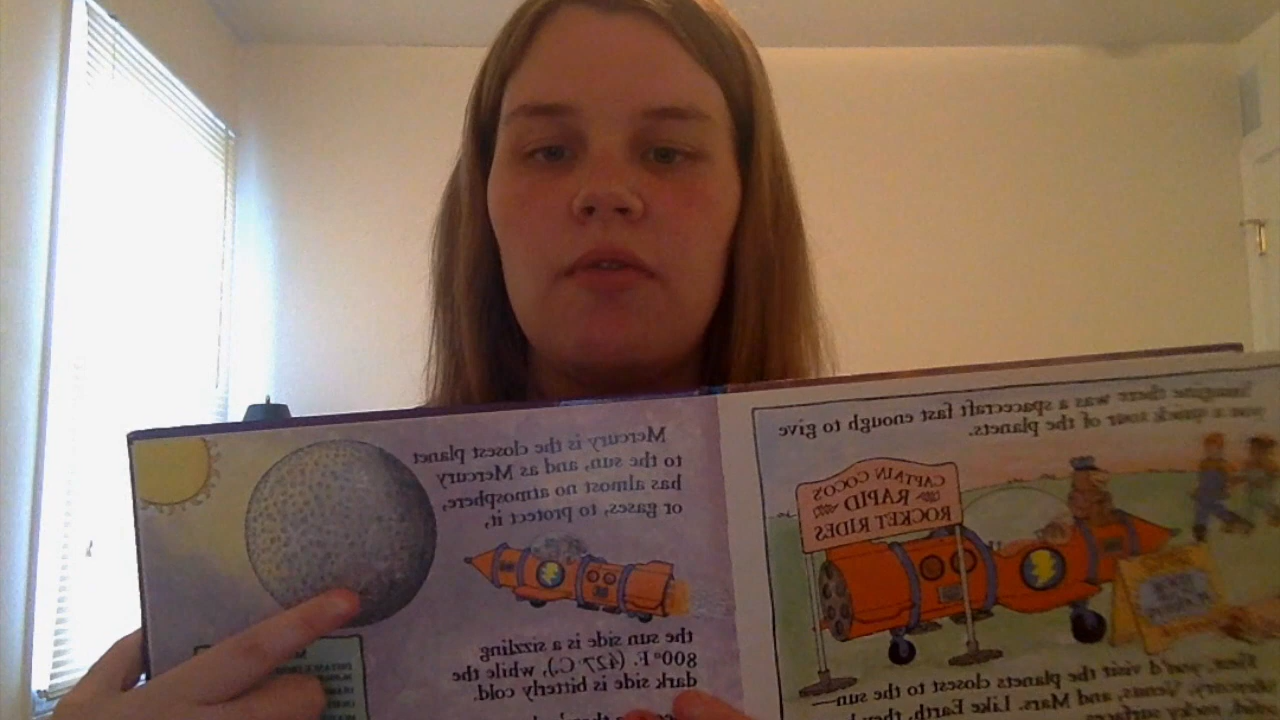 Imagine there was a spacecraft fast enough to give
you a quick tour of the planets.
CAPTAIN COCO'S
RAPID
ROCKET RIDES
First, you'd visit the planets closest to the sun—
Mercury, Venus, and Mars. Like Earth, they
rocky surfaces
Mercury is the closest planet
to the sun, and as Mercury
has almost no atmosphere,
or gases, to protect it,
the sun side is a sizzling
800°F. (427°C.), while the
dark side is bitterly cold.